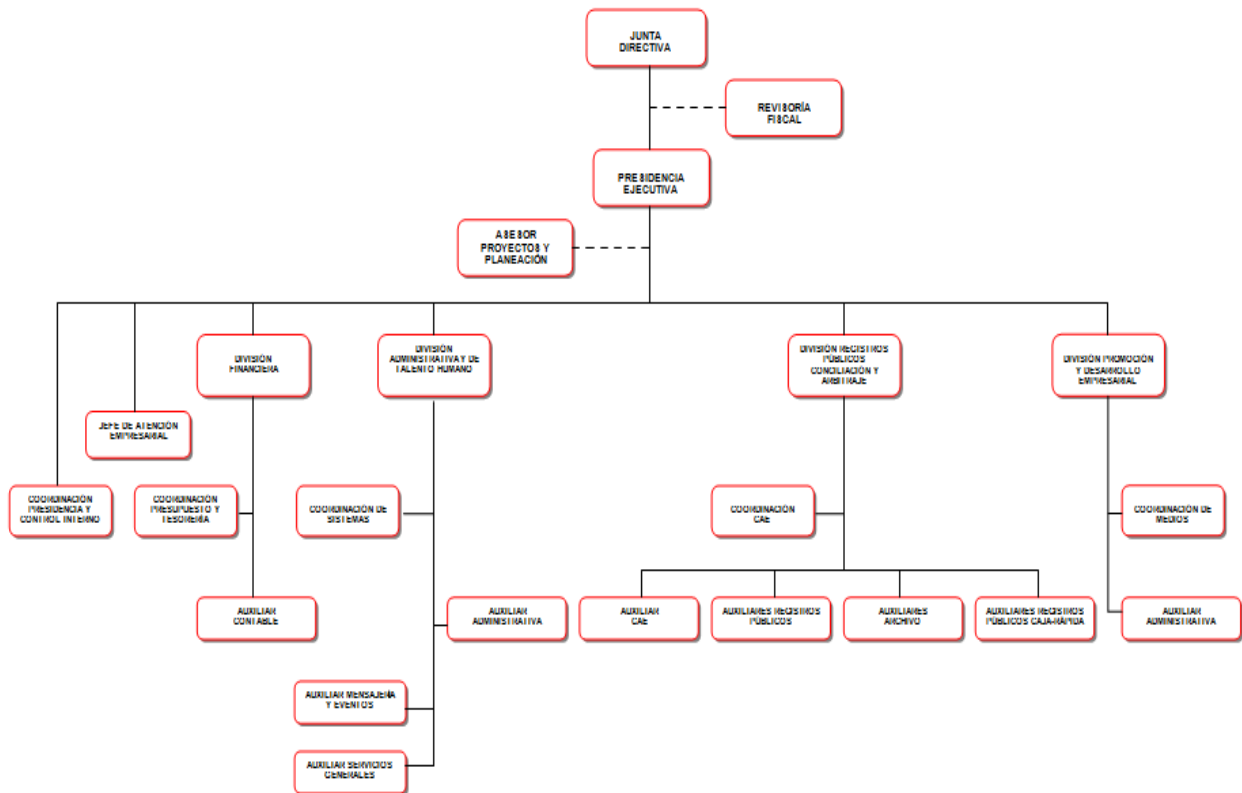 JUNTA
DIRECTIVA
REVISORÍA
FISCAL
PRESIDENCIA
EJECUTIVA
ASESOR
PROYECTOS Y
PLANEACIÓN
DIVISIÓN
FINANCIERA
DIVISIÓN
ADMINISTRATIVA Y DE
TALENTO HUMANO
DIVISIÓN REGISTROS
PÚBLICOS
CONCILIACIÓN Y
ARBITRAJE
DIVISIÓN PROMOCIÓN
Y DESARROLLO
EMPRESARIAL
JEFE DE ATENCIÓN
EMPRESARIAL
COORDINACIÓN
PRESIDENCIA Y
CONTROL INTERNO
COORDINACIÓN
PRESUPUESTO Y
TESORERÍA
COORDINACIÓN DE
SISTEMAS
COORDINACIÓN
CAE
COORDINACIÓN DE
MEDIOS
AUXILIAR
CONTABLE
AUXILIAR
ADMINISTRATIVA
AUXILIAR
CAE
AUXILIARES REGISTROS
PÚBLICOS
AUXILIARES
ARCHIVO
AUXILIARES REGISTROS
PÚBLICOS CAJA-RÁPIDA
AUXILIAR
ADMINISTRATIVA
AUXILIAR MENSAJERÍA
Y EVENTOS
AUXILIAR SERVICIOS
GENERALES